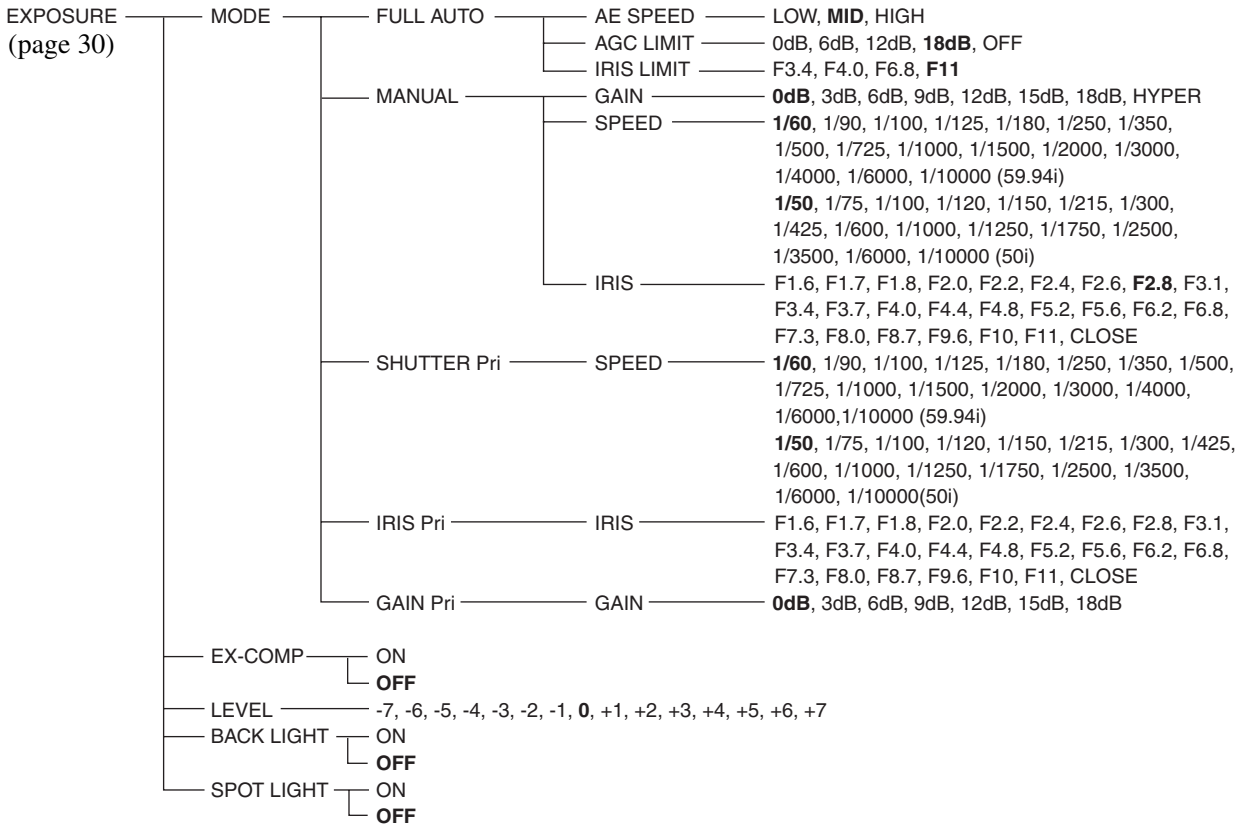 EXPOSURE MODE FULL AUTO AE SPEED LOW, MID, HIGH
(page 30)
AGC LIMIT 0dB, 6dB, 12dB, 18dB, OFF
IRIS LIMIT F3.4, F4.0, F6.8, F11
MANUAL GAIN 0dB, 3dB, 6dB, 9dB, 12dB, 15dB, 18dB, HYPER
SPEED 1/60, 1/90, 1/100, 1/125, 1/180, 1/250, 1/350,
1/500, 1/725, 1/1000, 1/1500, 1/2000, 1/3000,
1/4000, 1/6000, 1/10000 (59.94i)
1/50, 1/75, 1/100, 1/120, 1/150, 1/215, 1/300,
1/425, 1/600, 1/1000, 1/1250, 1/1750, 1/2500,
1/3500, 1/6000, 1/10000 (50i)
IRIS F1.6, F1.7, F1.8, F2.0, F2.2, F2.4, F2.6, F2.8, F3.1,
F3.4, F3.7, F4.0, F4.4, F4.8, F5.2, F5.6, F6.2, F6.8,
F7.3, F8.0, F8.7, F9.6, F10, F11, CLOSE
SHUTTER Pri SPEED 1/60, 1/90, 1/100, 1/125, 1/180, 1/250, 1/350, 1/500,
1/725, 1/1000, 1/1500, 1/2000, 1/3000, 1/4000,
1/6000,1/10000 (59.94i)
1/50, 1/75, 1/100, 1/120, 1/150, 1/215, 1/300, 1/425,
1/600, 1/1000, 1/1250, 1/1750, 1/2500, 1/3500,
1/6000, 1/10000(50i)
IRIS Pri IRIS F1.6, F1.7, F1.8, F2.0, F2.2, F2.4, F2.6, F2.8, F3.1,
F3.4, F3.7, F4.0, F4.4, F4.8, F5.2, F5.6, F6.2, F6.8,
F7.3, F8.0, F8.7, F9.6, F10, F11, CLOSE
GAIN Pri GAIN 0dB, 3dB, 6dB, 9dB, 12dB, 15dB, 18dB
EX-COMP ON
OFF
LEVEL -7, -6, -5, -4, -3, -2, -1, 0, +1, +2, +3, +4, +5, +6, +7
BACK LIGHT ON
OFF
SPOT LIGHT ON
OFF